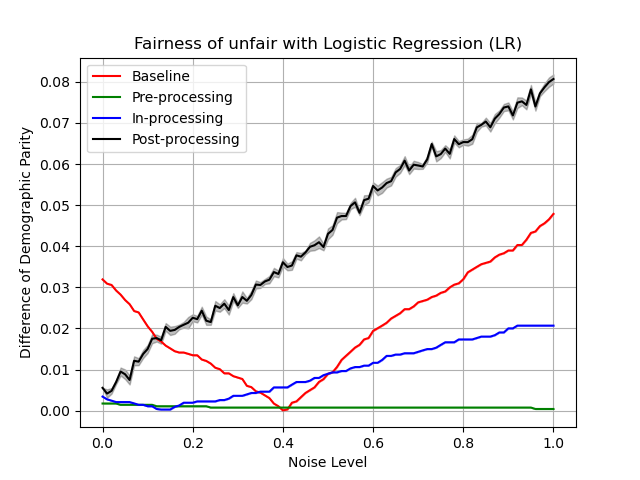 Fairness of unfair with Logistic Regression (LR)
Baseline
Pre-processing
In-processing
Post-processing
Difference of Demographic Parity
0.08
0.07
0.06
0.05
0.04
0.03
0.02
0.01
0.00
0.0 0.2 0.4 0.6 0.8 1.0
Noise Level